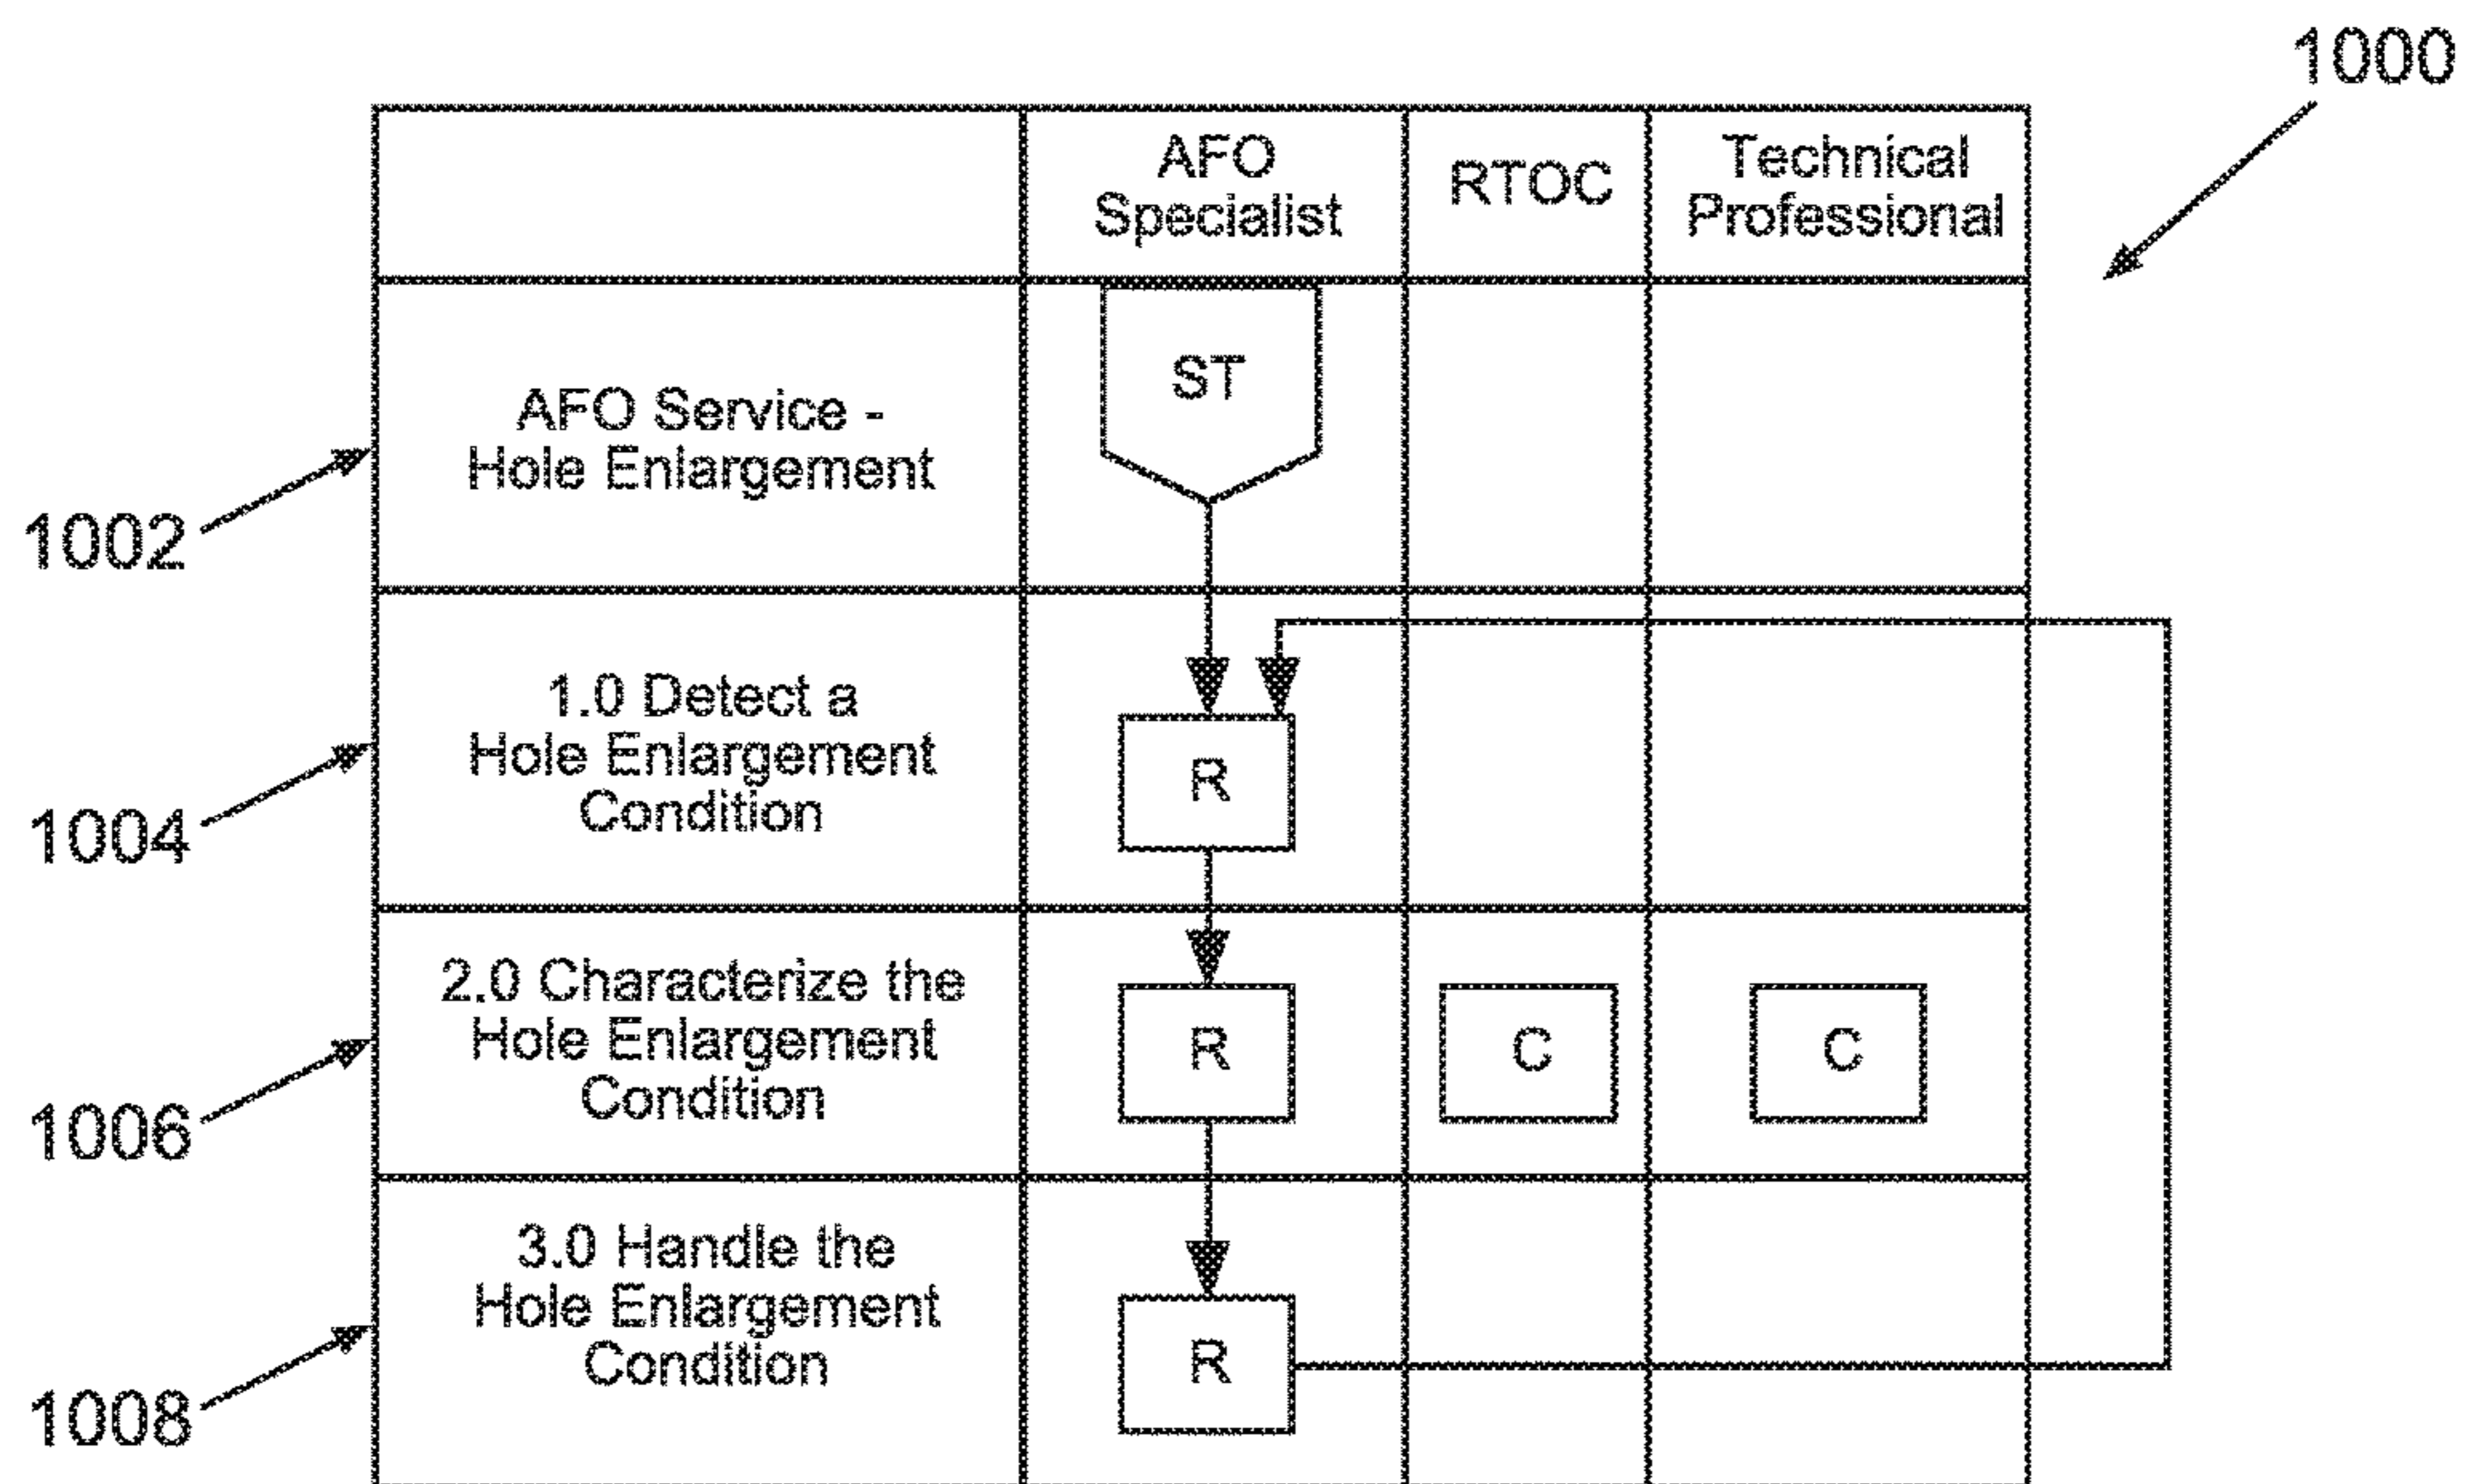 1000
AFO
Specialist
RTOC
Technical
Professional
AFO Service -
Hole Enlargement
ST
1002
1.0 Detect a
Hole Enlargement
Condition
R
1004
2.0 Characterize the
Hole Enlargement
Condition
R
C
C
1006
3.0 Handle the
Hole Enlargement
Condition
R
1008